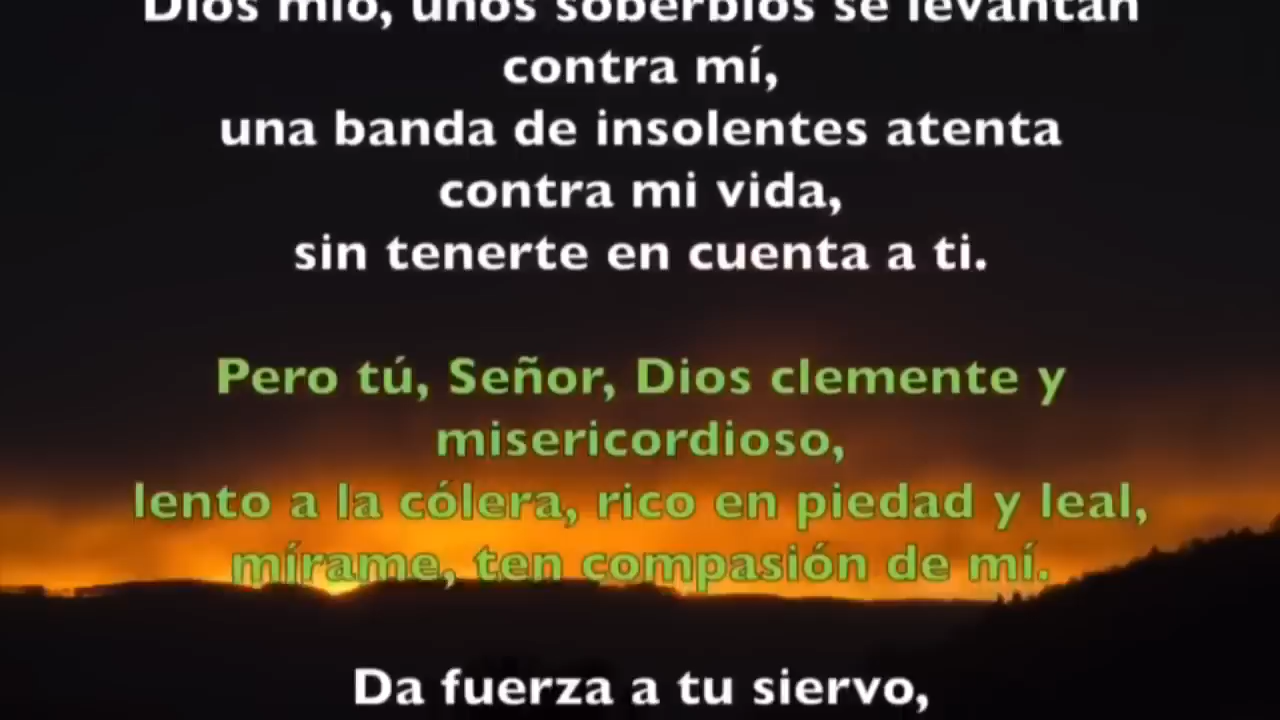 Dios mío, unos soberbios se levantan
contra mí,
una banda de insolentes atenta
contra mi vida,
sin tenerte en cuenta a ti.
Pero tú, Señor, Dios clemente y
misericordioso,
lento a la cólera, rico en piedad y leal,
mírame, ten compasión de mí.
Da fuerza a tu siervo,